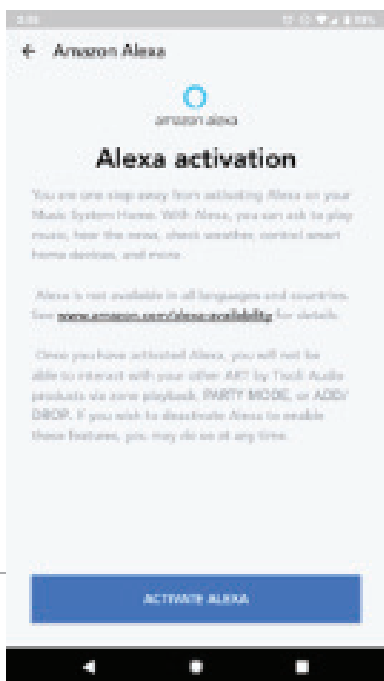 Amazon Alexa
amazon alexa
Alexa activation
You are one step away from activating Alexa on your
Music System Home. With Alexa, you can ask to play
music, hear the news, check weather, control smart
home devices, and more.
Alexa is not available in all languages and countries.
See www.amazon.com/alexa-availability for details.
Once you have activated Alexa, you will not be
able to interact with your other ART by Tivoli Audio
products via zone playback, PARTY MODE, or ADD/
DROP. If you wish to deactivate Alexa to enable
these features, you may do so at any time.
ACTIVATE ALEXA